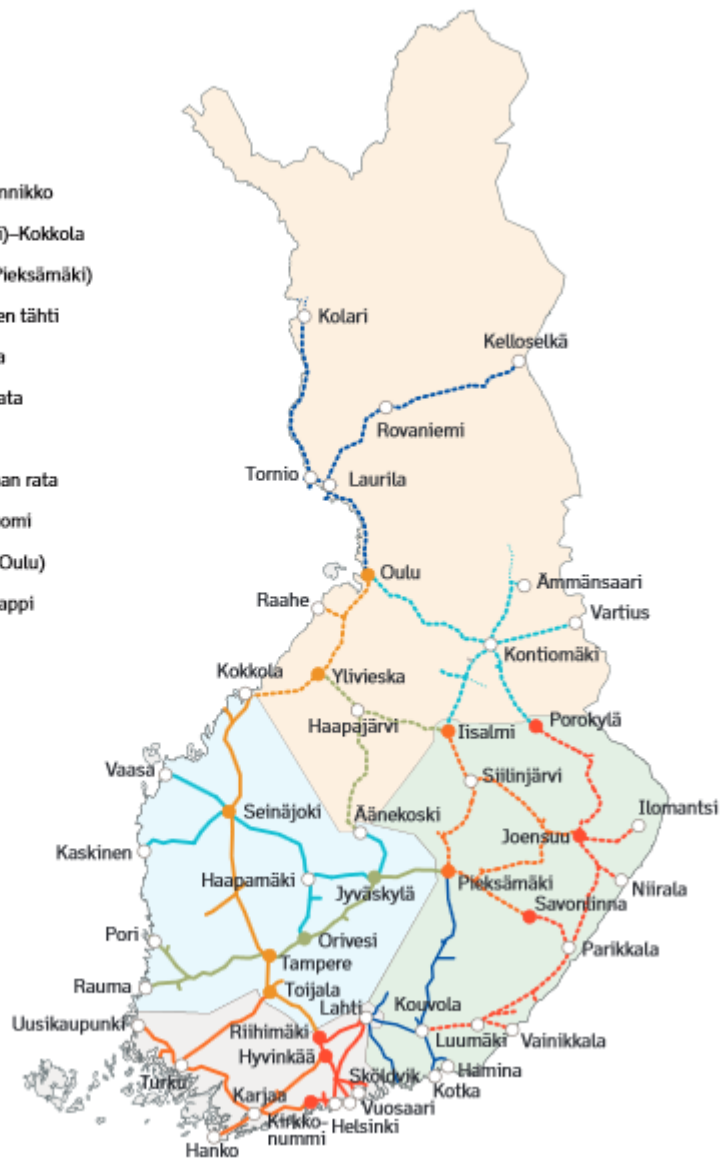 nnikko
i)–Kokkola
Pieksämäki)
en tähti
a
ata
an rata
omi
Oulu)
appi
Kolari
Kelloselkä
Rovaniemi
Tornio
Laurila
Oulu
Ämmänsaari
Raahe
Vartius
Kontiomäki
Kokkola
Ylivieska
Haapajärvi
Iisalmi
Porokylä
Vaasa
Siilinjärvi
Seinäjoki
Äänekoski
Ilomantsi
Joensuu
Kaskinen
Haapamäki
Jyväskylä
Pieksämäki
Niirala
Savonlinna
Pori
Orivesi
Parikkala
Tampere
Rauma
Toijala
Lahti
Kouvola
Uusikaupunki
Riihimäki
Luumäki
Vainikkala
Hyvinkää
Turku
Sköldvik
Hamina
Kotka
Karjaa
Vuosaari
Kirkko-
nummi
Helsinki
Hanko